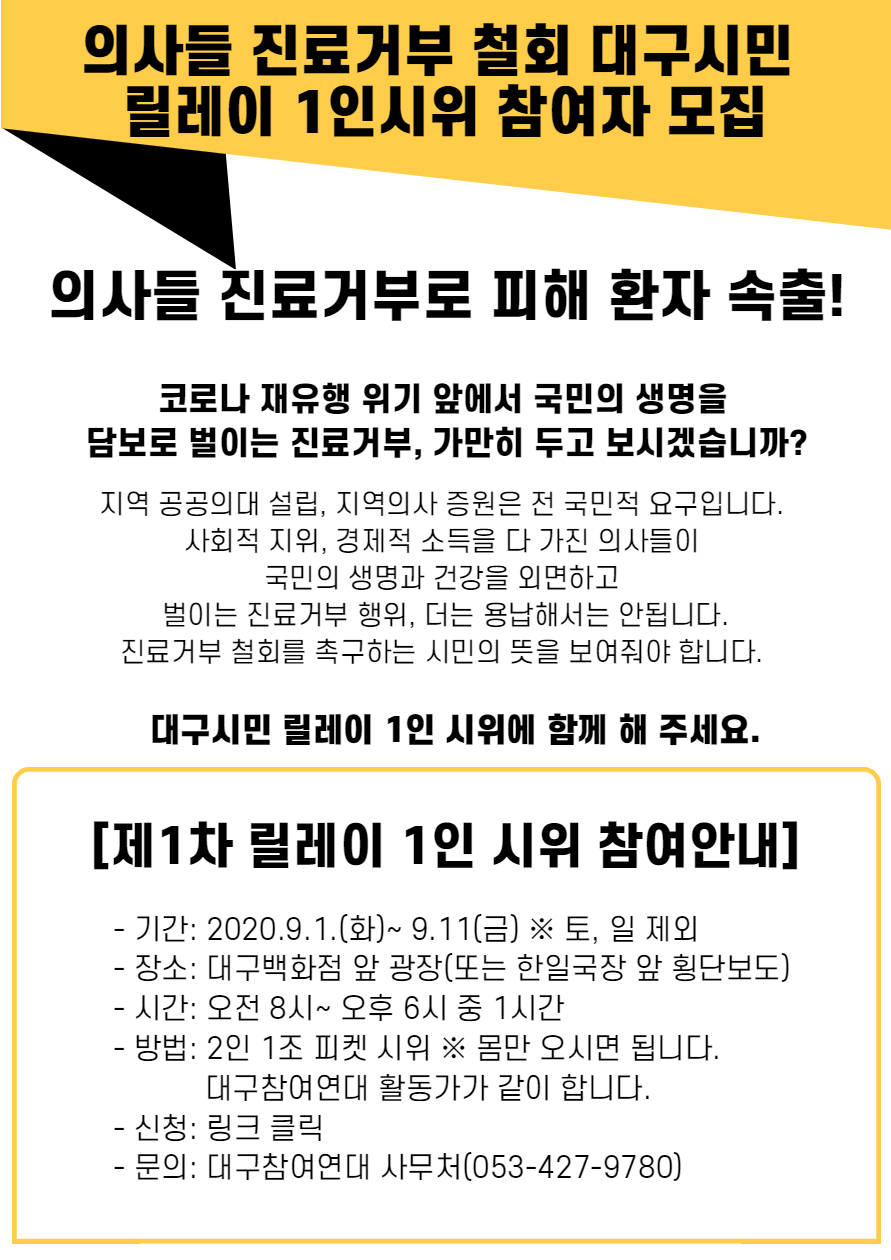 의사들 진료거부 철회 대구시민
릴레이 1인시위 참여자 모집
의사들 진료거부로 피해 환자 속출!
코로나 재유행 위기 앞에서 국민의 생명을
담보로 벌이는 진료거부, 가만히 두고 보시겠습니까?
지역 공공의대 설립, 지역의사 증원은 전 국민적 요구입니다.
사회적 지위, 경제적 소득을 다 가진 의사들이
국민의 생명과 건강을 외면하고
벌이는 진료거부 행위, 더는 용납해서는 안됩니다.
진료거부 철회를 촉구하는 시민의 뜻을 보여줘야 합니다.
대구시민 릴레이 1인 시위에 함께 해 주세요.
[제1차 릴레이 1인 시위 참여안내]
- 기간: 2020.9.1.(화)~ 9.11(금) ※ 토, 일 제외
- 장소: 대구백화점 앞 광장(또는 한일국장 앞 횡단보도)
- 시간: 오전 8시~ 오후 6시 중 1시간
- 방법: 2인 1조 피켓 시위 ※ 몸만 오시면 됩니다.
대구참여연대 활동가가 같이 합니다.
- 신청: 링크 클릭
- 문의: 대구참여연대 사무처(053-427-9780)